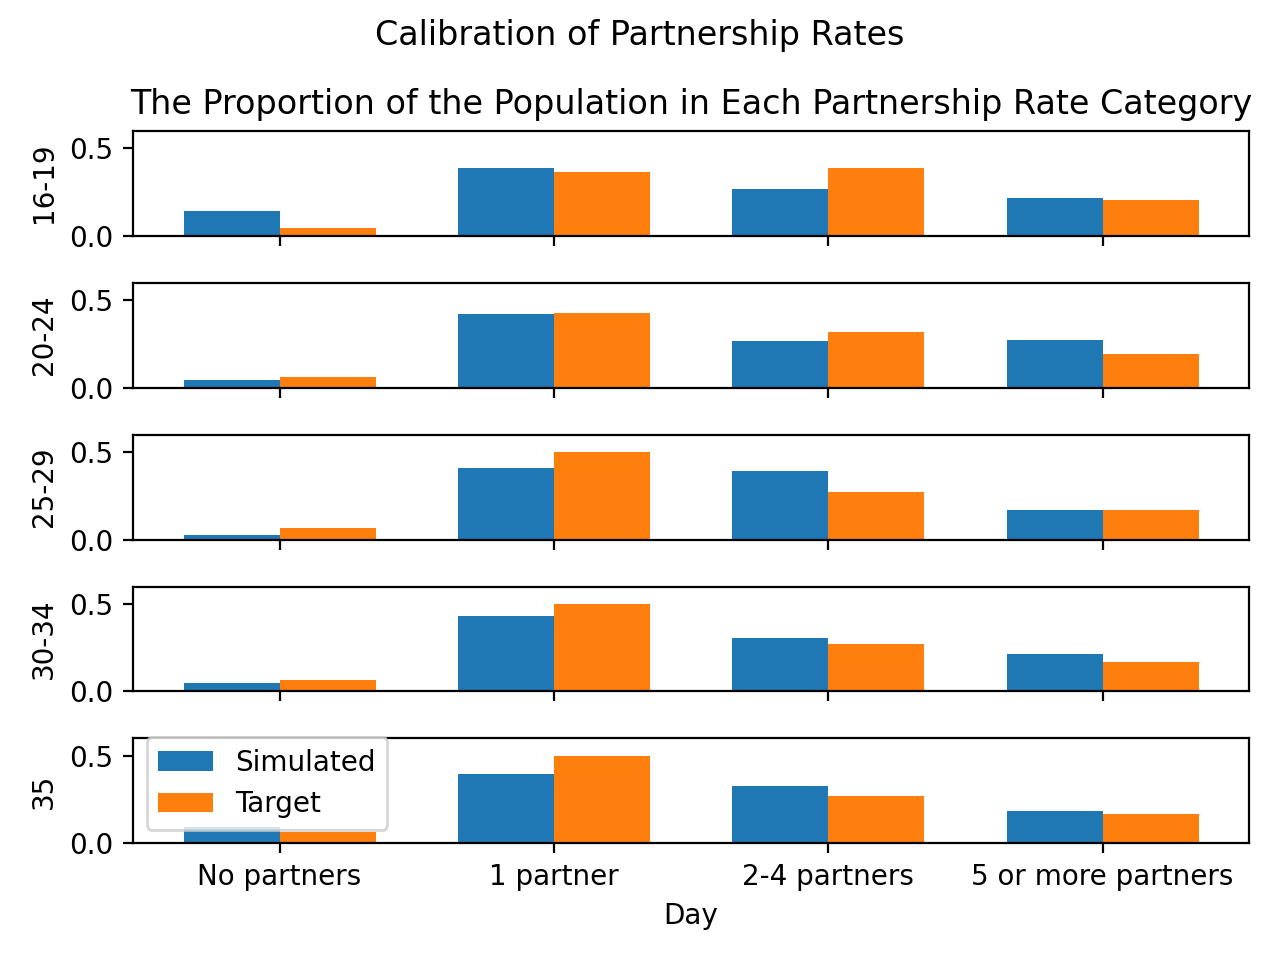 Calibration of Partnership Rates
The Proportion of the Population in Each Partnership Rate Category
16-19
0.5
0.0
20-24
0.5
0.0
25-29
0.5
0.0
30-34
0.5
0.0
35
0.5
0.0
Simulated
Target
No partners
1 partner
2-4 partners
5 or more partners
Day